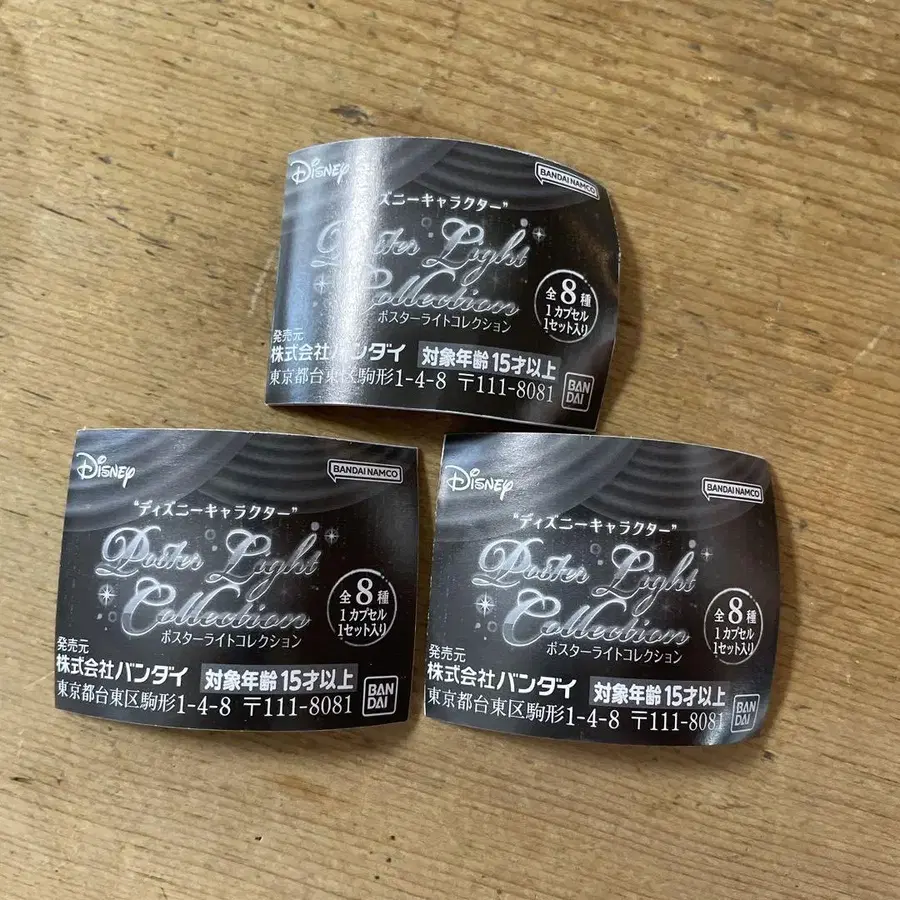 Disney
BANDAI NAMCO
ィズニーキャラクター"
Poster Light
Collection
ポスターライトコレクション
全8種
1カプセル
1セット入り
発売元
株式会社バンダイ 対象年齢15才以上
東京都台東区駒形1-4-8 〒111-8081
BAN
DAI
Disney
BANDAI NAMCO
"ディズニーキャラクター"
Poster Light
Collection
ポスターライトコレクション
全8種
1カプセル
1セット入り
発売元
株式会社バンダイ 対象年齢15才以上
東京都台東区駒形1-4-8 〒111-8081
BAN
DAI
Disney
BANDAI NAMCO
"ディズニーキャラクター"
Poster Light
Collection
ポスターライトコレクション
全8種
1カプセル
1セット入り
発売元
株式会社バンダイ 対象年齢15才以上
東京都台東区駒形1-4-8 〒111-8081
BAN
DAI